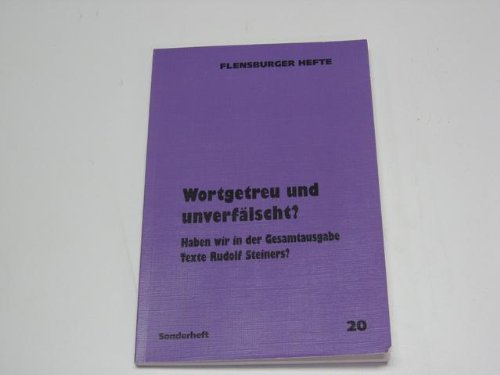 FLENSBURGER HEFTE
Wortgetreu und
unverfälscht?
Haben wir in der Gesamtausgabe
Texte Rudolf Steiners?
Sonderheft 20